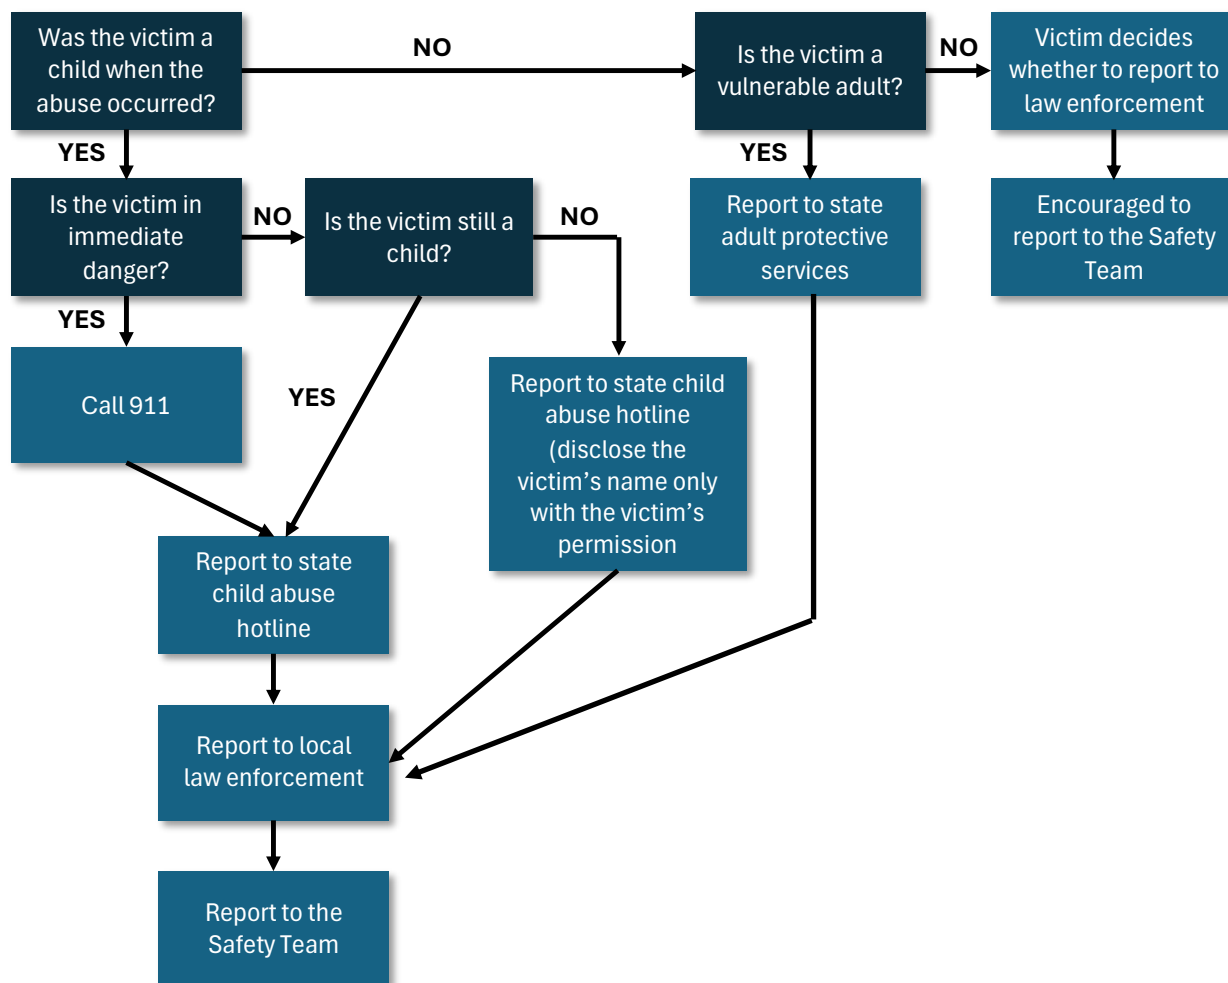 Was the victim a
child when the
abuse occurred?
NO
Is the victim a
vulnerable adult?
NO
Victim decides
whether to report to
law enforcement
YES
YES
Is the victim in
immediate
danger?
NO
Is the victim still a
child?
NO
Report to state
adult protective
services
Encouraged to
report to the Safety
Team
YES
Call 911
YES
Report to state child
abuse hotline
(disclose the
victim’s name only
with the victim’s
permission
Report to state
child abuse
hotline
Report to local
law enforcement
Report to the
Safety Team